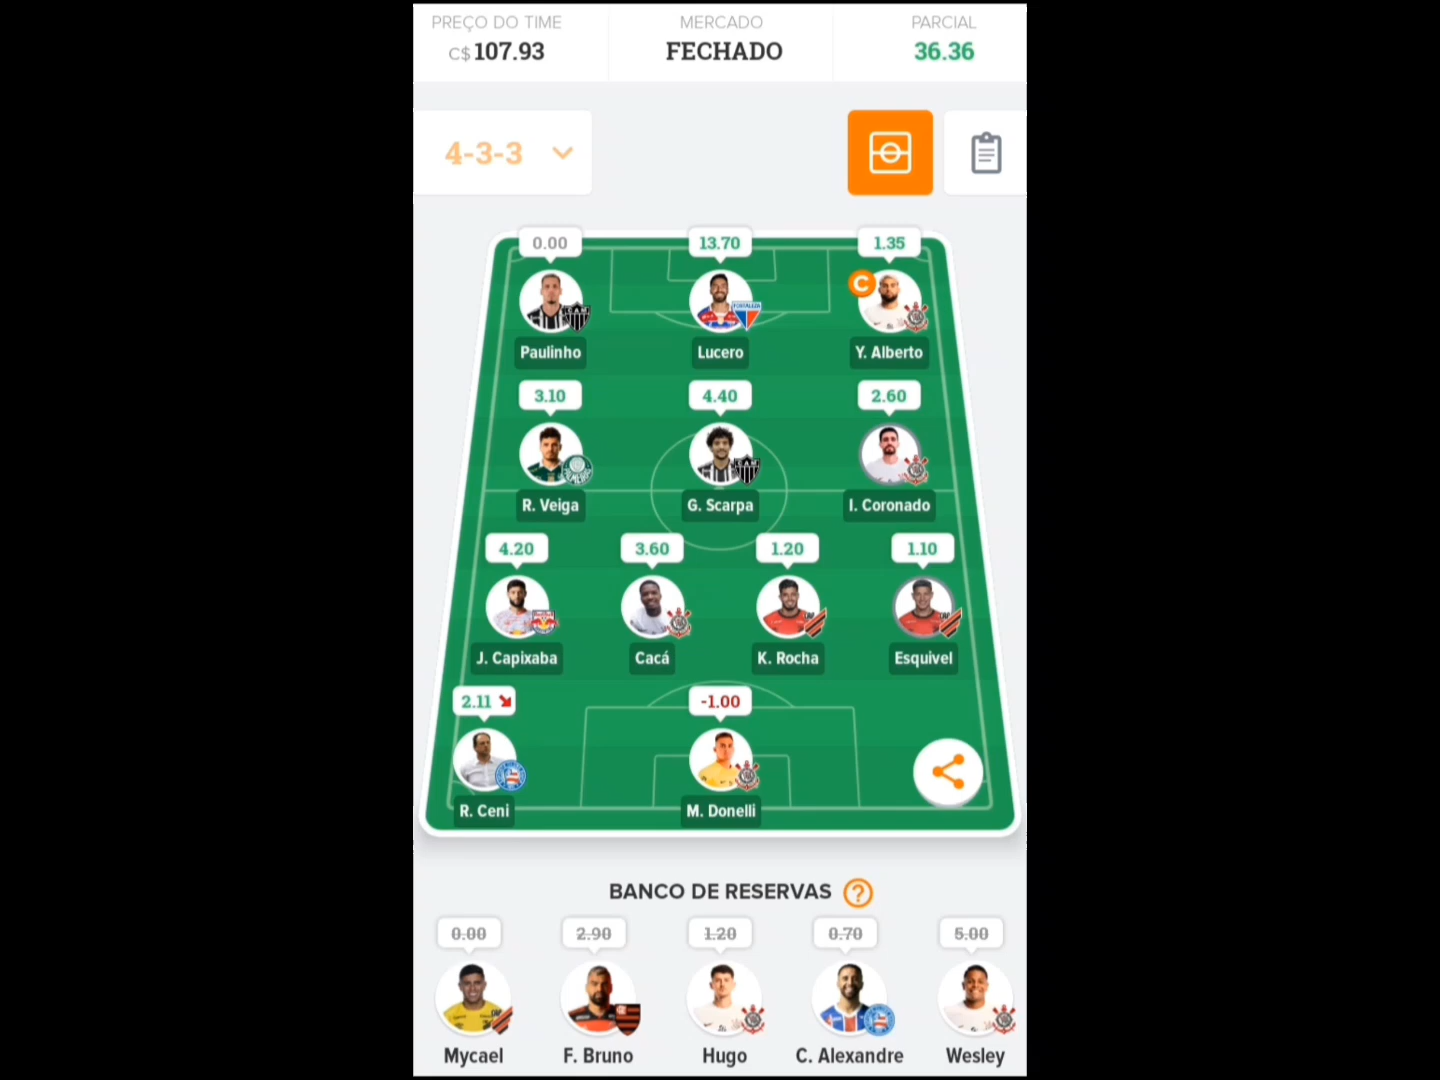 PREÇO DO TIME MERCADO PARCIAL
C$ 107.93 FECHADO 36.36
4-3-3
0.00 13.70 1.35
C
FORTALEZA
Paulinho Lucero Y. Alberto
3.10 4.40 2.60
R. Veiga G. Scarpa I. Coronado
4.20 3.60 1.20 1.10
J. Capixaba Cacá K. Rocha Esquivel
2.11 -1.00
R. Ceni M. Donelli
BANCO DE RESERVAS ?
0.00 2.90 1.20 0.70 5.00
Mycael F. Bruno Hugo C. Alexandre Wesley